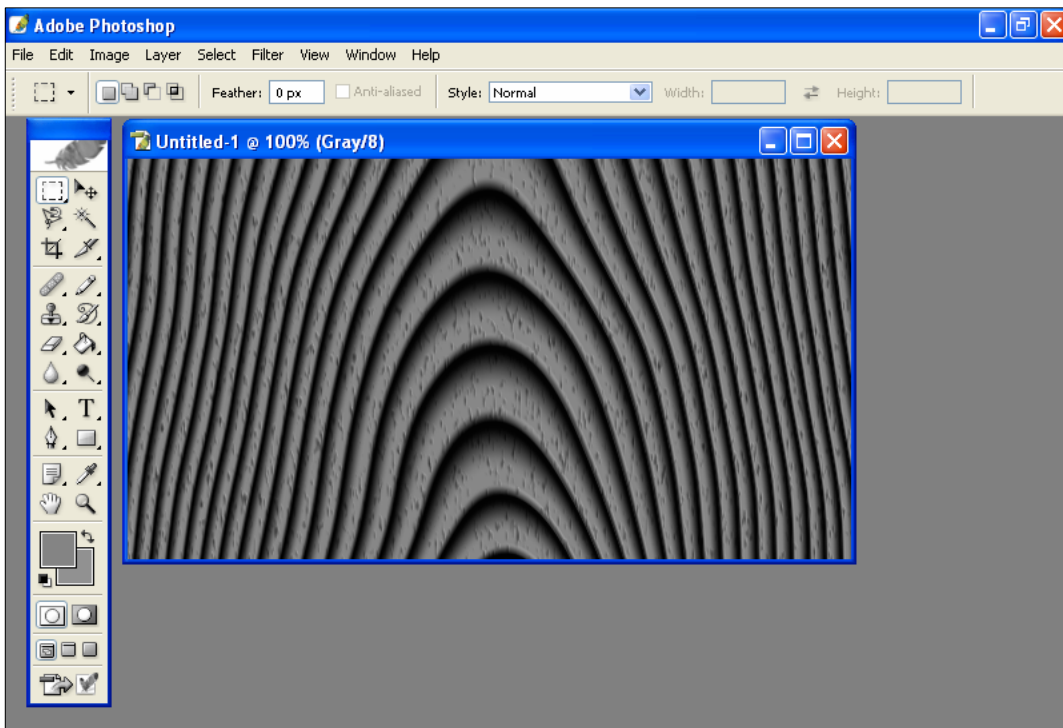 Adobe Photoshop
File Edit Image Layer Select Filter View Window Help
Feather: 0 px Anti-aliased Style: Normal Width: Height:
Untitled-1 @ 100% (Gray/8)
T